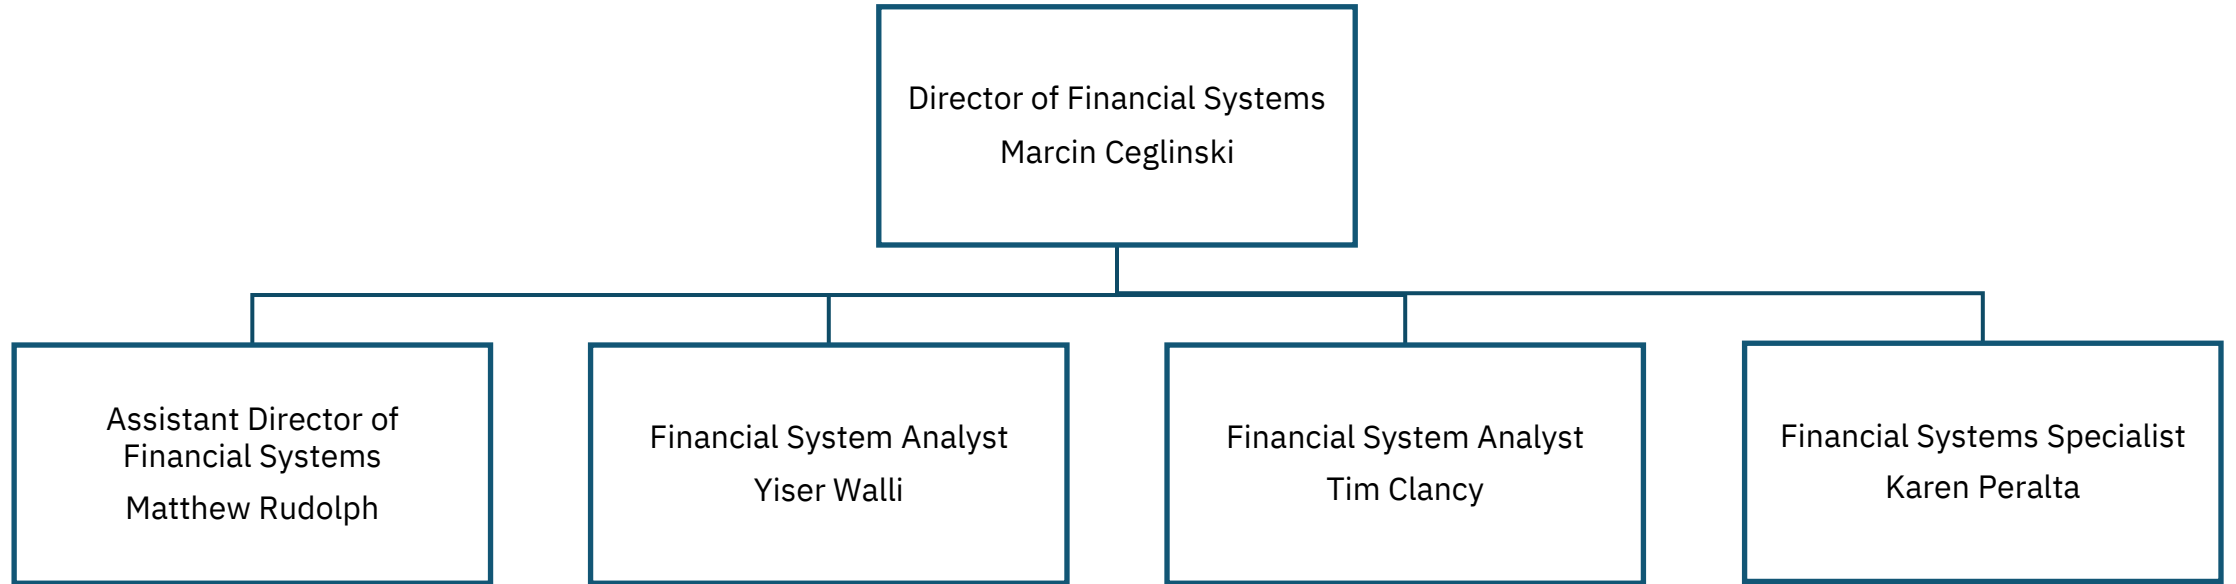 Director of Financial Systems
Marcin Ceglinski
Assistant Director of
Financial Systems
Matthew Rudolph
Financial System Analyst
Yiser Walli
Financial System Analyst
Tim Clancy
Financial Systems Specialist
Karen Peralta